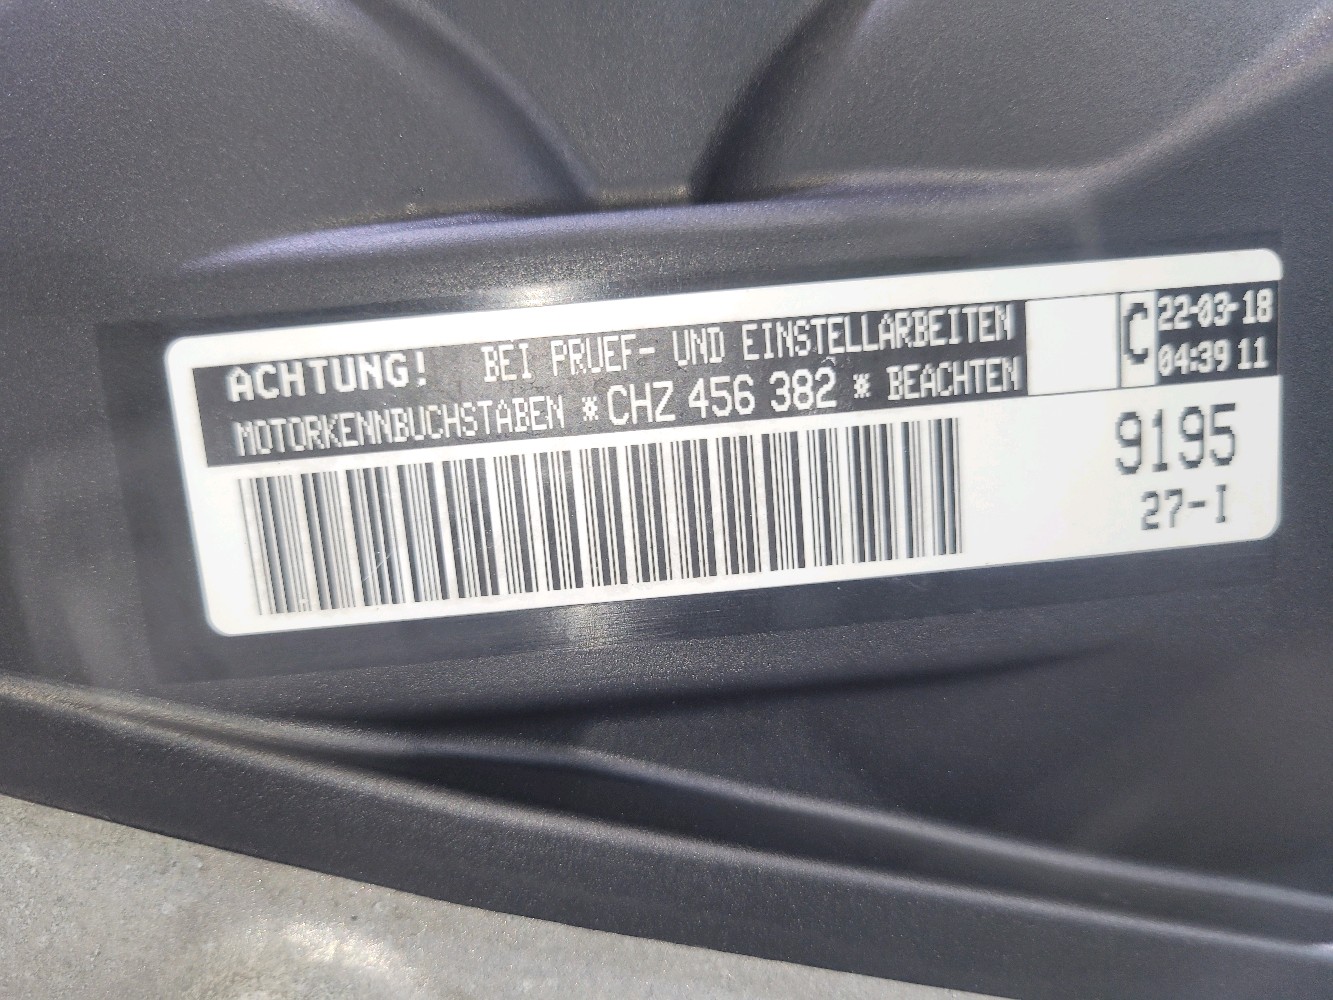 ACHTUNG! BEI PRUEF- UND EINSTELLARBEITEN
MOTORKENNBUCHSTABEN * CHZ 456 382 * BEACHTEN
C
22-03-18
04:39 11
9195
27-I